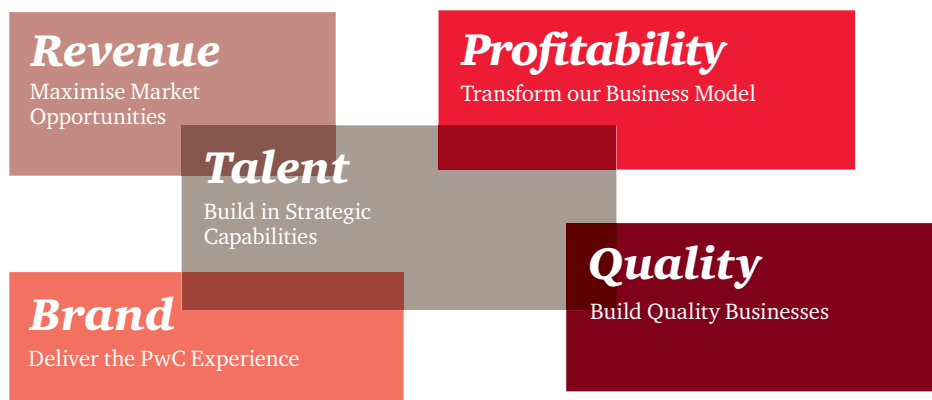 Revenue
Maximise Market
Opportunities
Profitability
Transform our Business Model
Talent
Build in Strategic
Capabilities
Quality
Build Quality Businesses
Brand
Deliver the PwC Experience